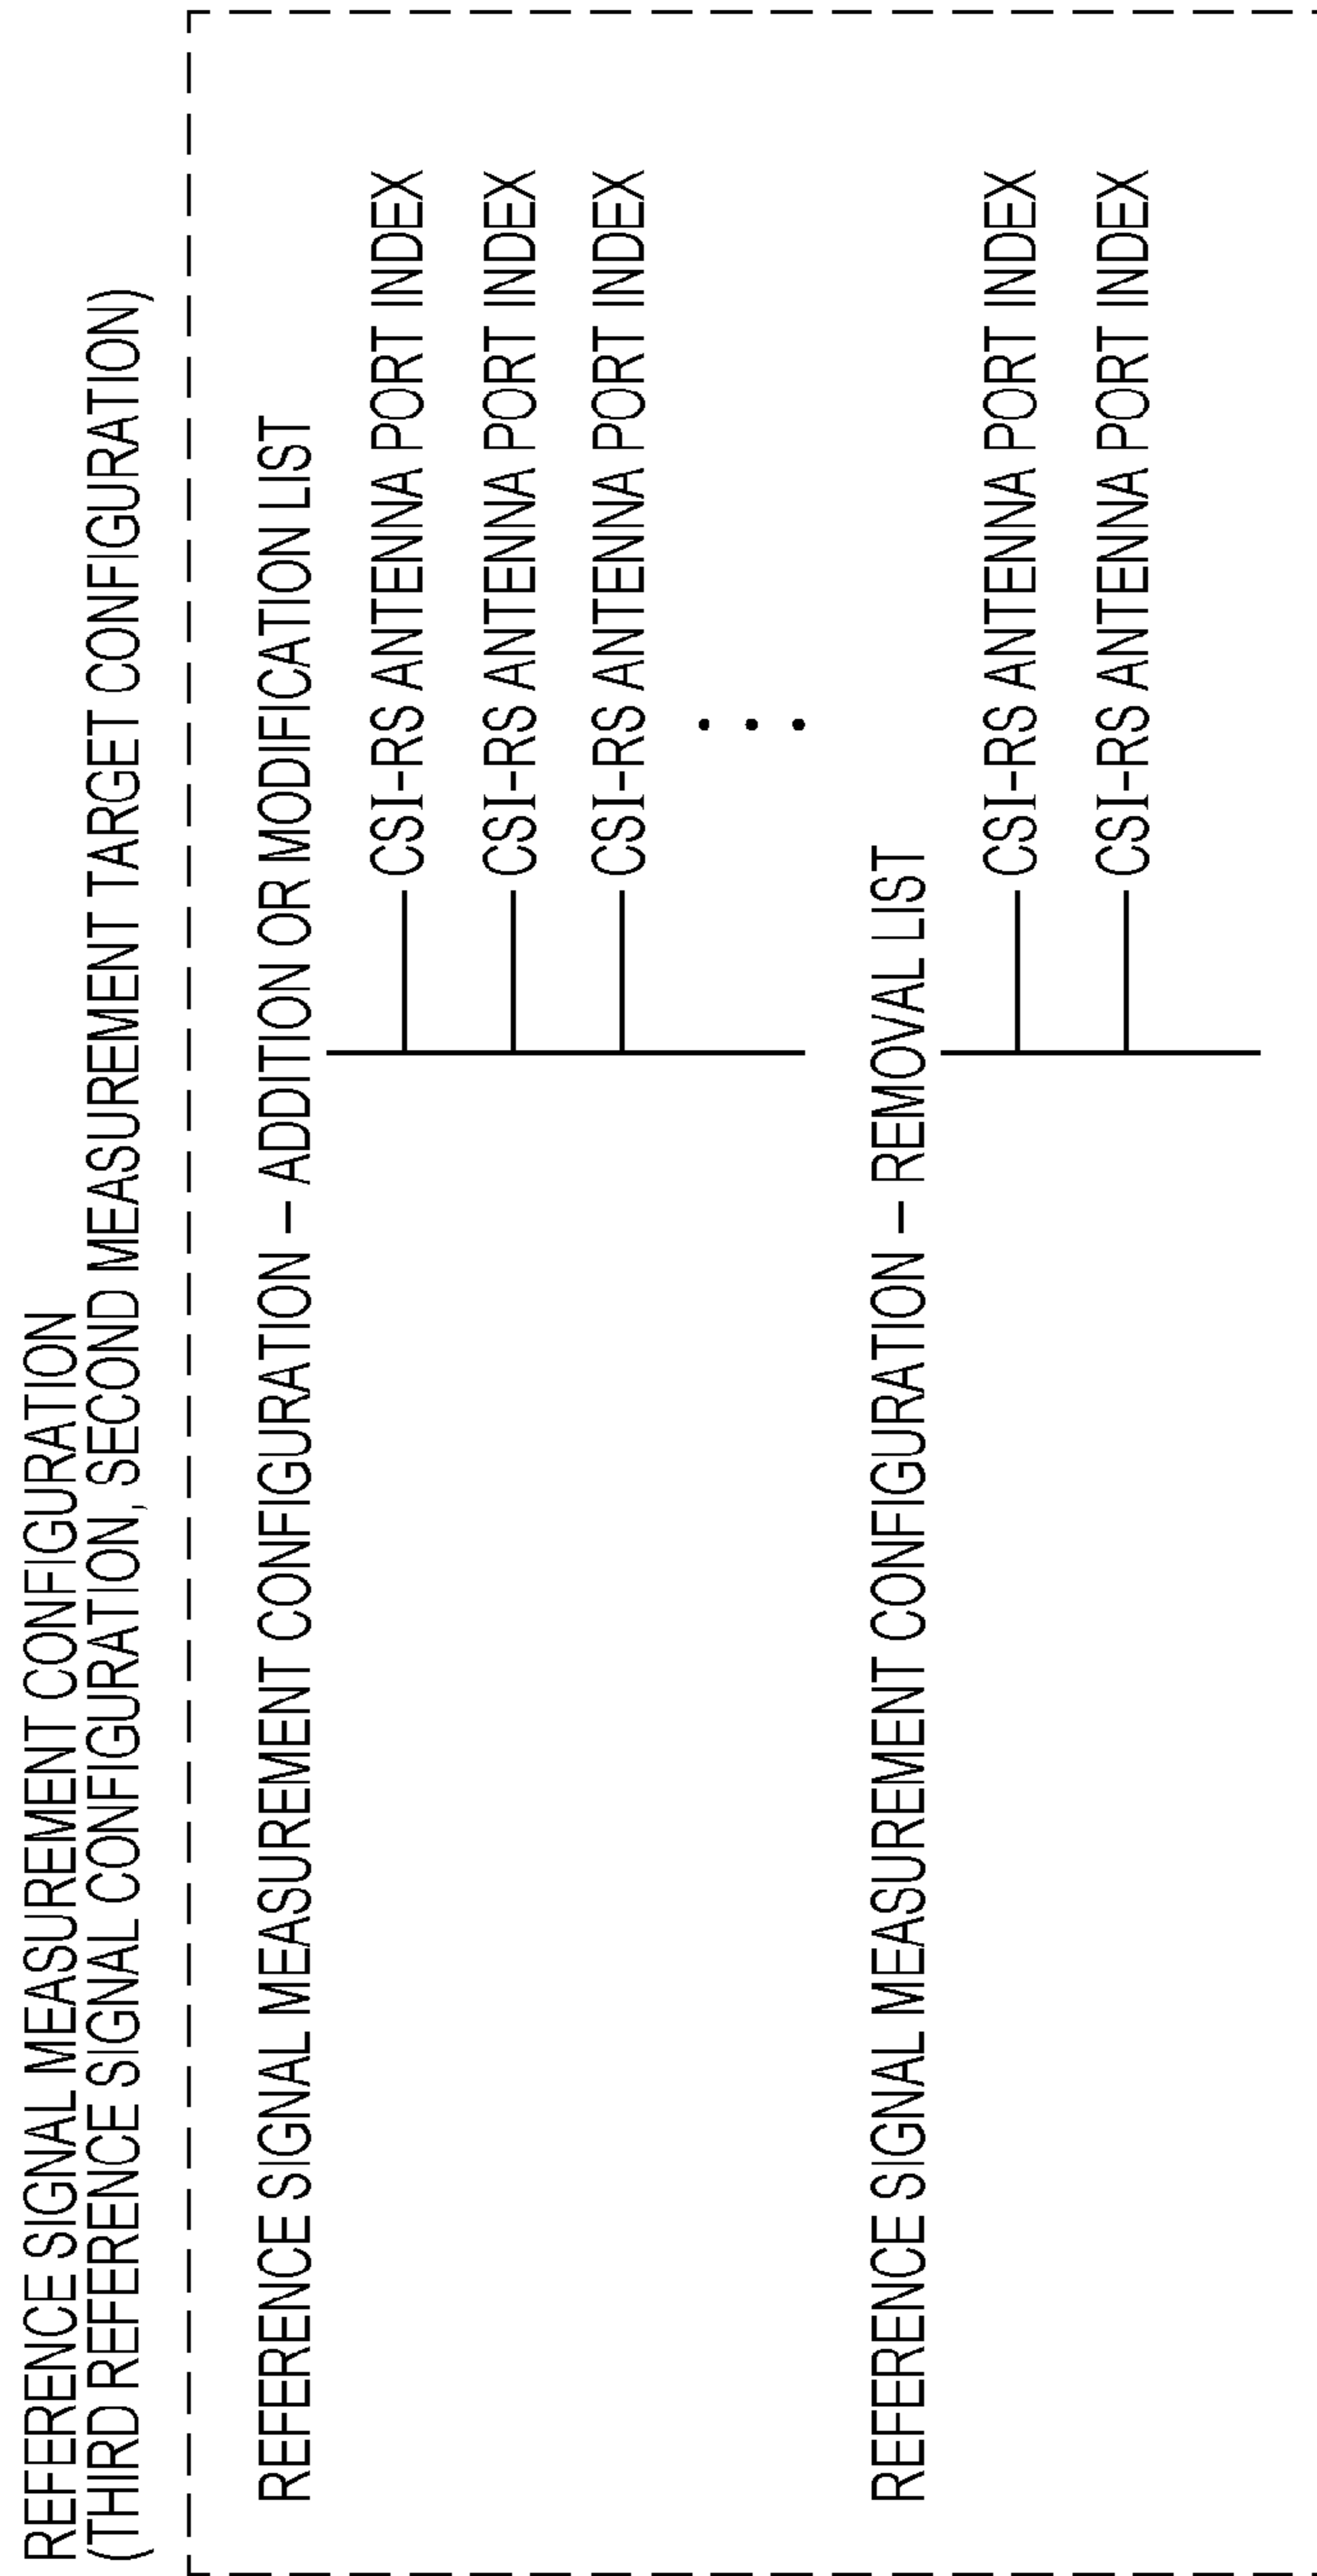 REFERENCE SIGNAL MEASUREMENT CONFIGURATION
(THIRD REFERENCE SIGNAL CONFIGURATION, SECOND MEASUREMENT TARGET CONFIGURATION)
REFERENCE SIGNAL MEASUREMENT CONFIGURATION – ADDITION OR MODIFICATION LIST
CSI-RS ANTENNA PORT INDEX
CSI-RS ANTENNA PORT INDEX
CSI-RS ANTENNA PORT INDEX
...
REFERENCE SIGNAL MEASUREMENT CONFIGURATION – REMOVAL LIST
CSI-RS ANTENNA PORT INDEX
CSI-RS ANTENNA PORT INDEX